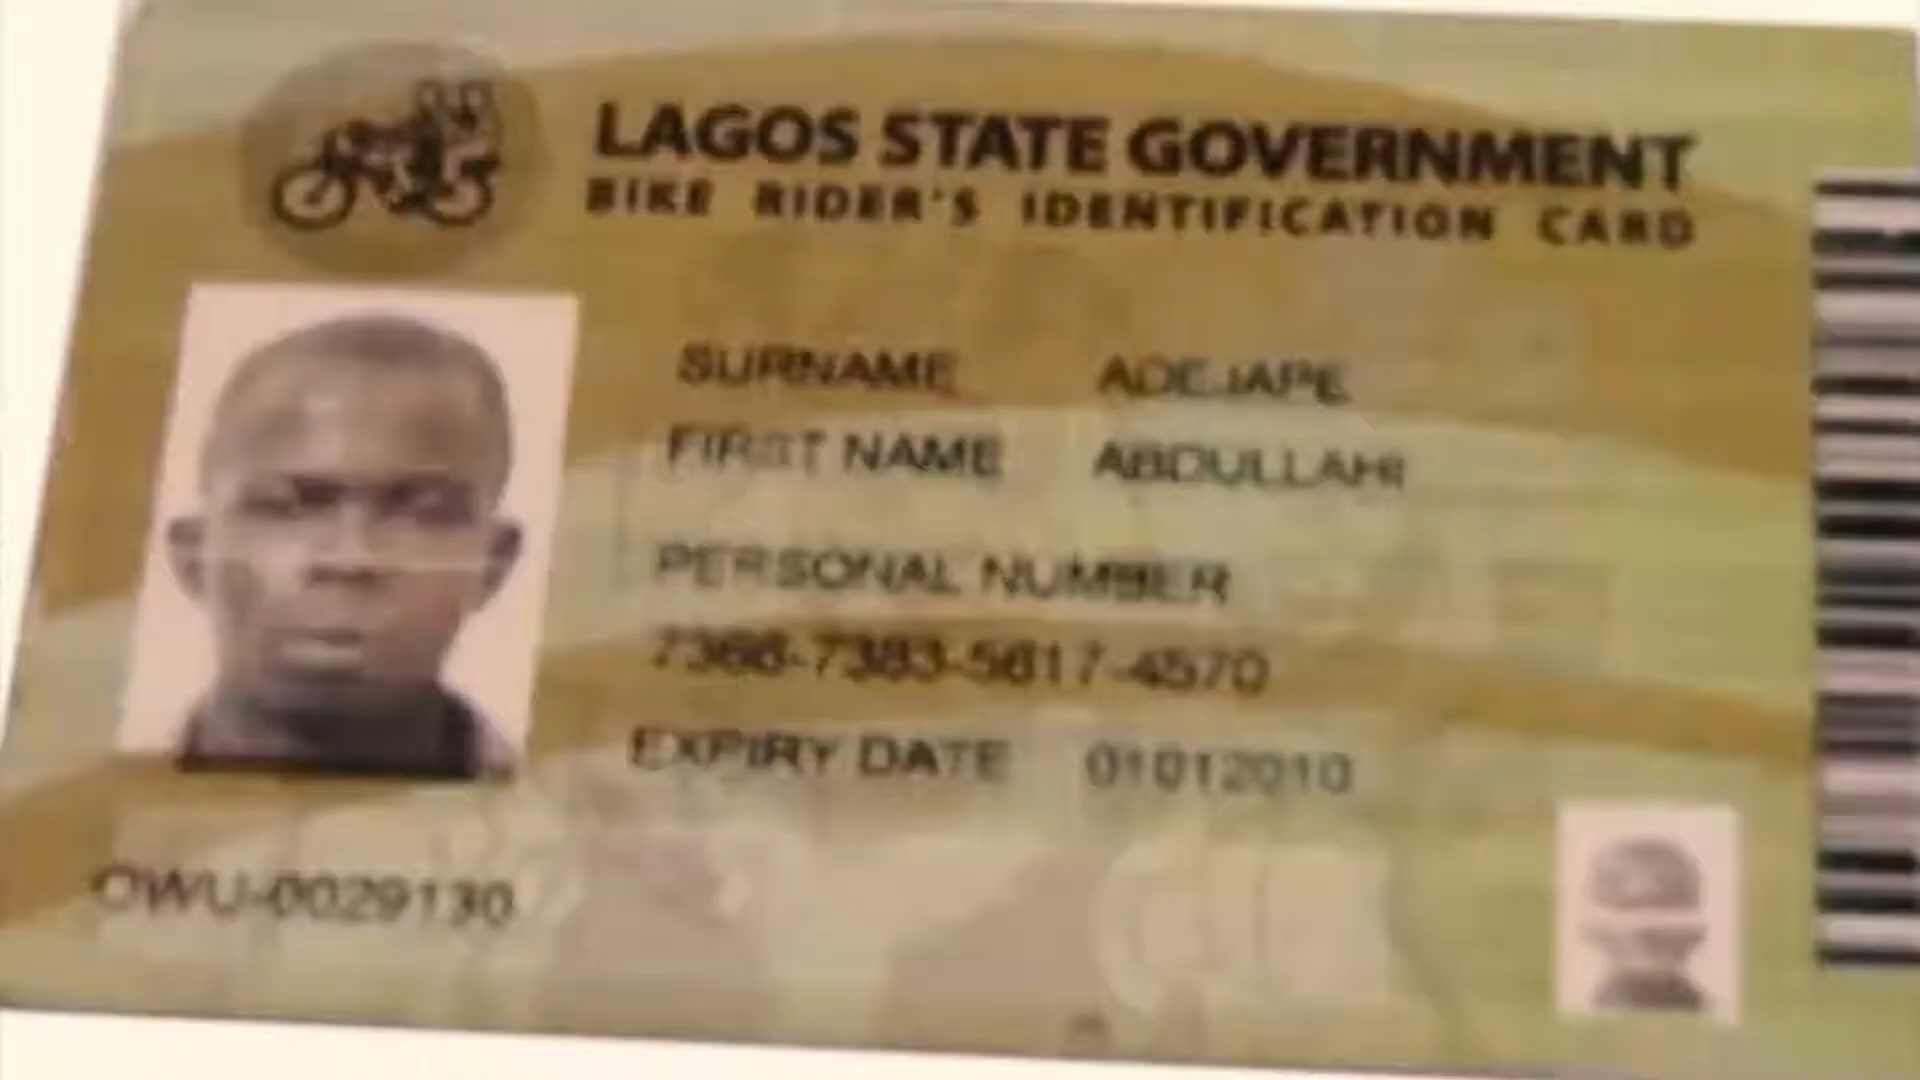 LAGOS STATE GOVERNMENT
BIKE RIDER'S IDENTIFICATION CARD
SURNAME ADEJAPE
FIRST NAME ABDULLAHI
PERSONAL NUMBER
7366-7383-5617-4570
EXPIRY DATE 01012010
OWU-0029130